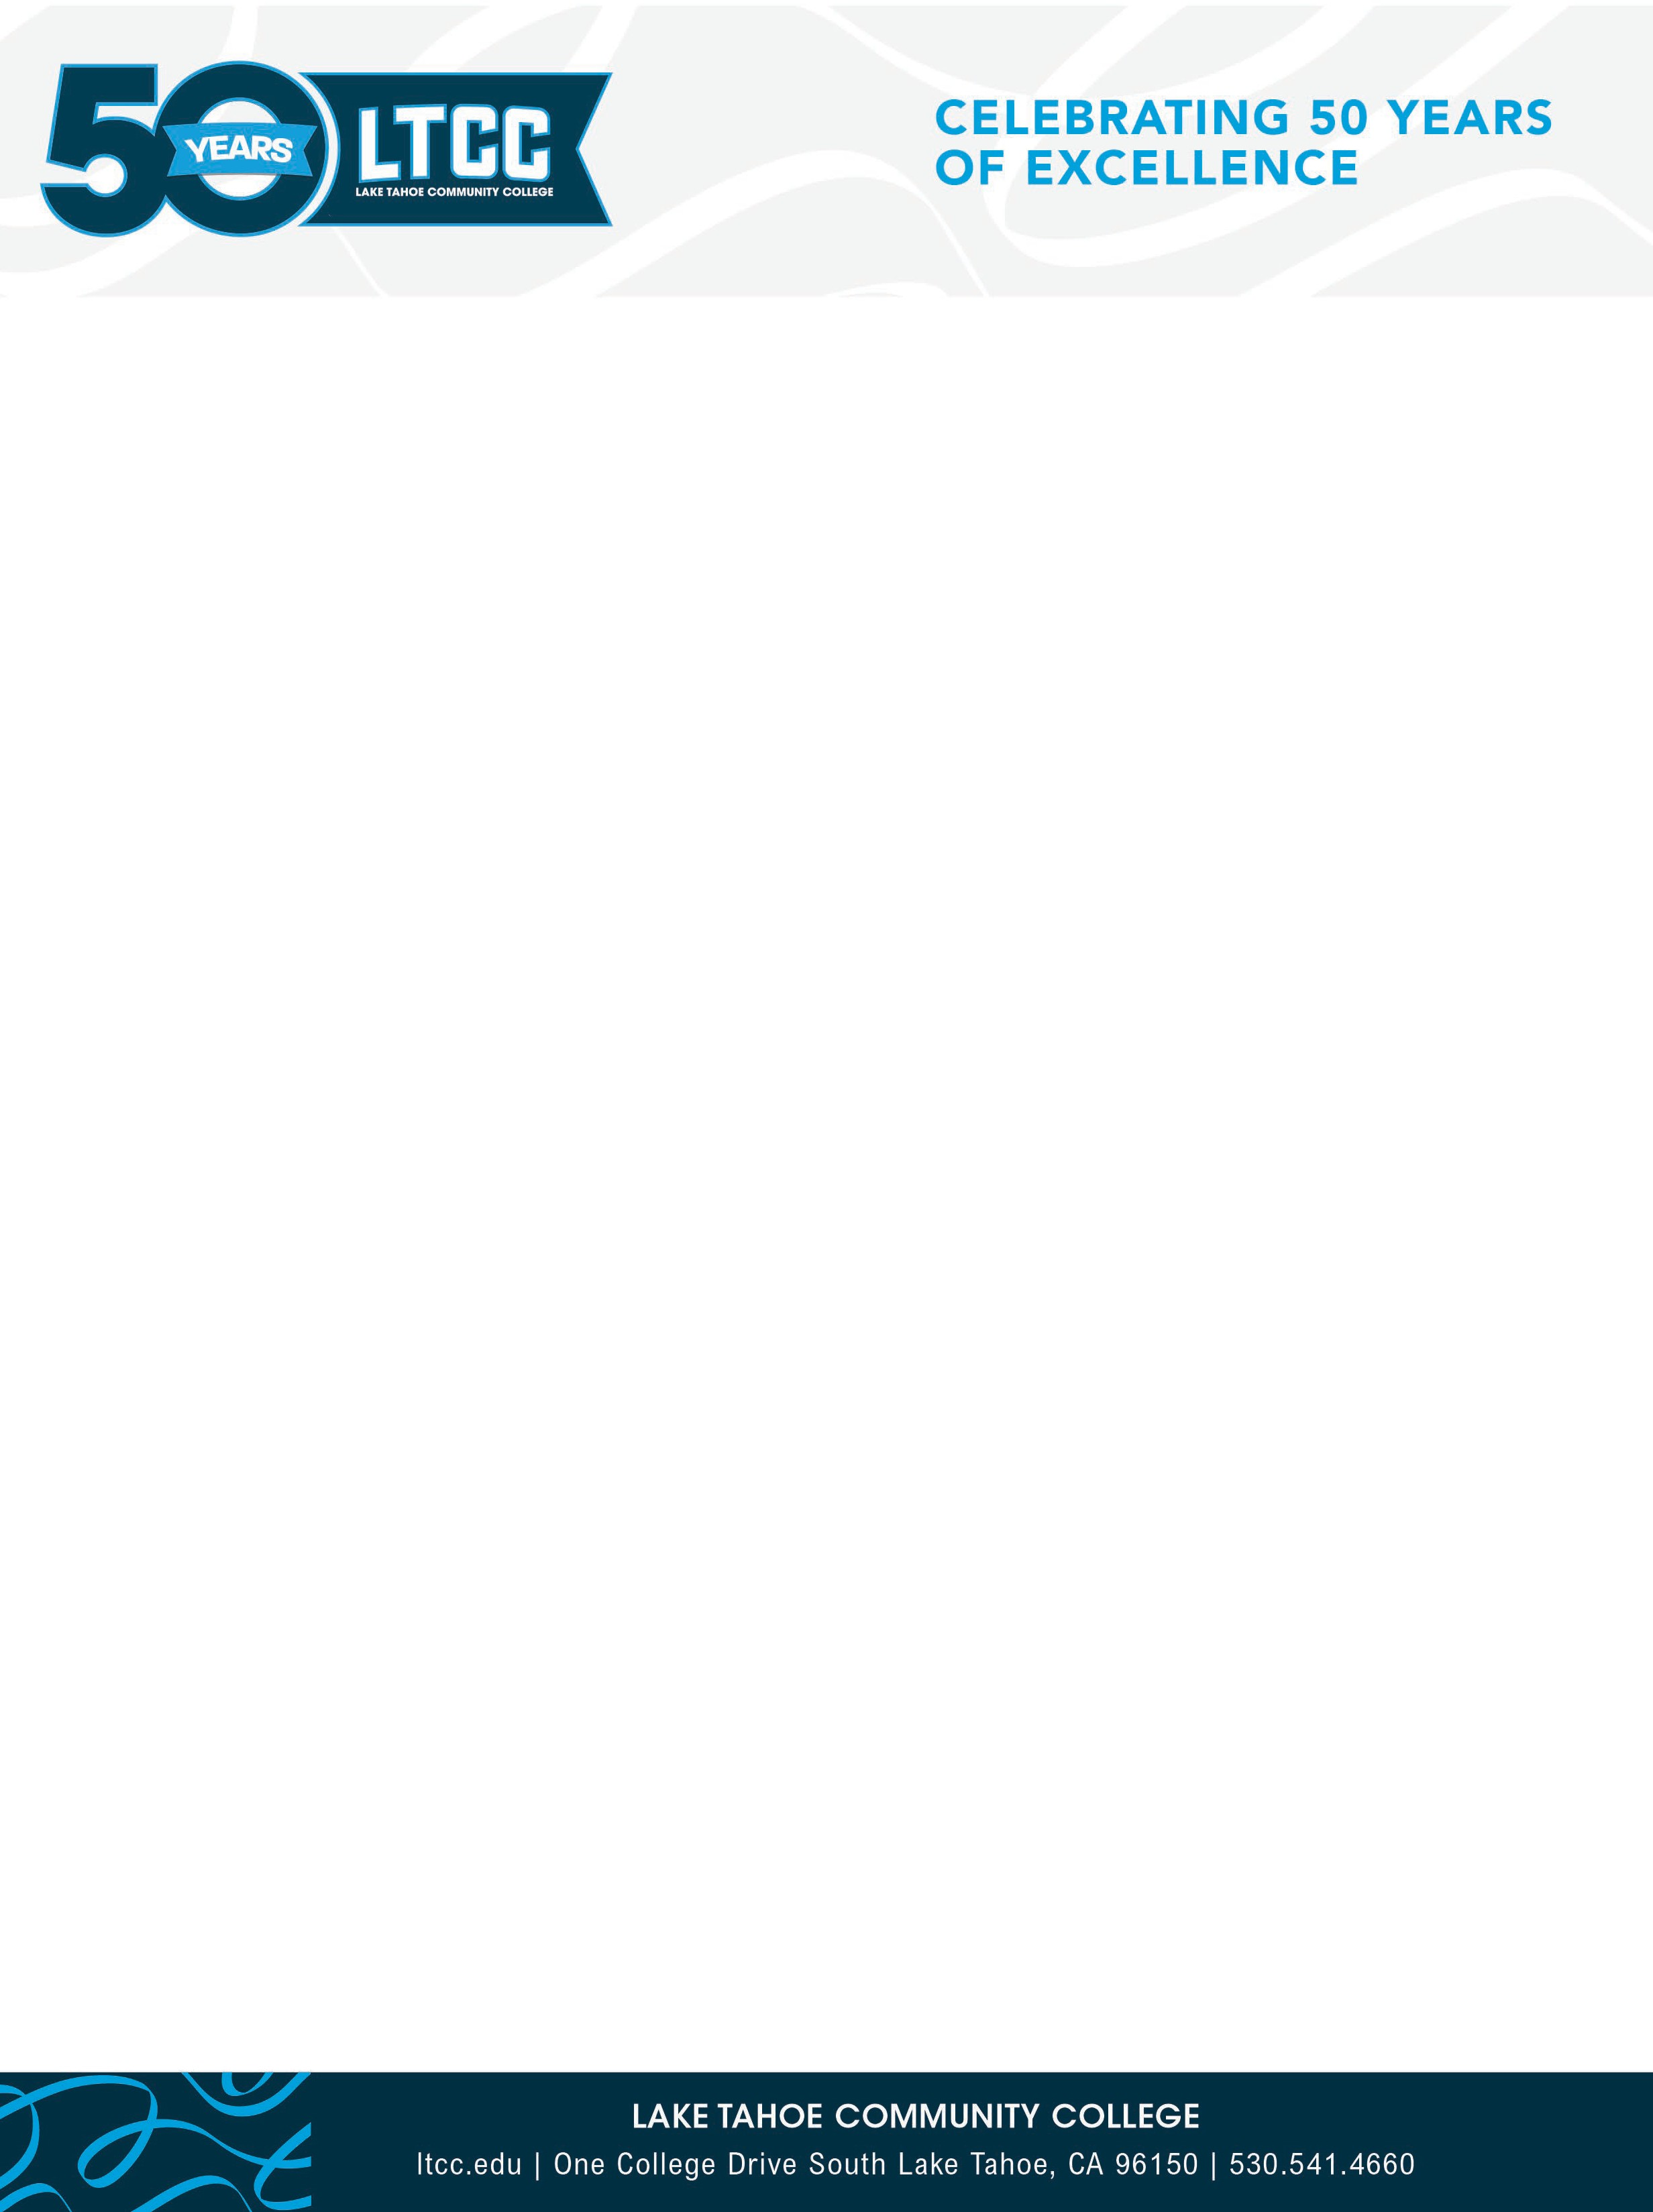 50 YEARS
LTCC
LAKE TAHOE COMMUNITY COLLEGE
CELEBRATING 50 YEARS
OF EXCELLENCE
LAKE TAHOE COMMUNITY COLLEGE
ltcc.edu | One College Drive South Lake Tahoe, CA 96150 | 530.541.4660